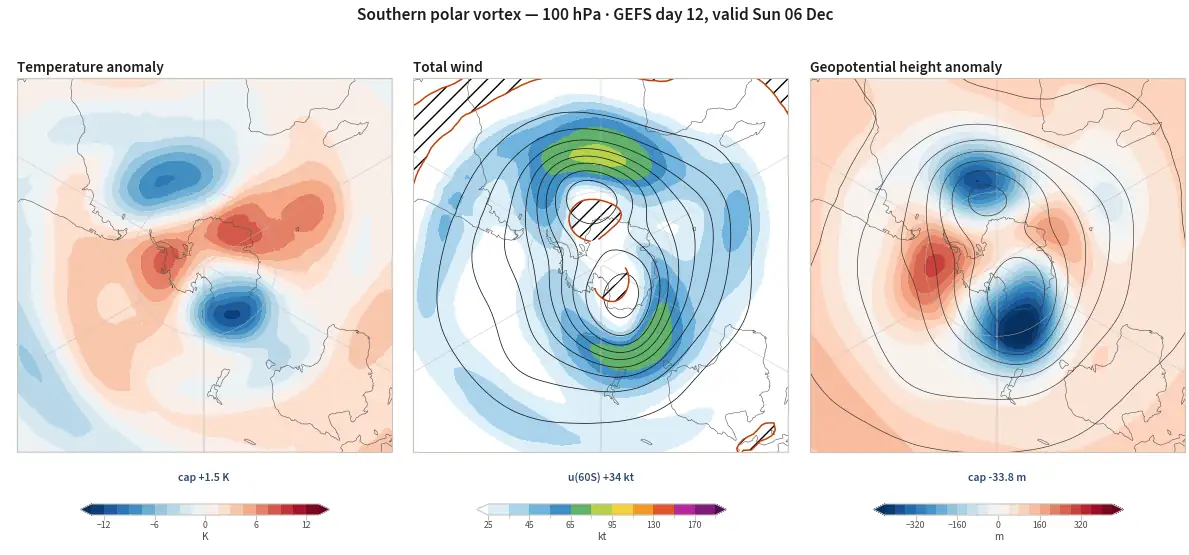 Southern polar vortex — 100 hPa · GEFS day 12, valid Sun 06 Dec
Temperature anomaly
Total wind
Geopotential height anomaly
cap +1.5 K
u(60S) +34 kt
cap -33.8 m
−12 −6 0 6 12
K
25 45 65 95 130 170
kt
−320 −160 0 160 320
m